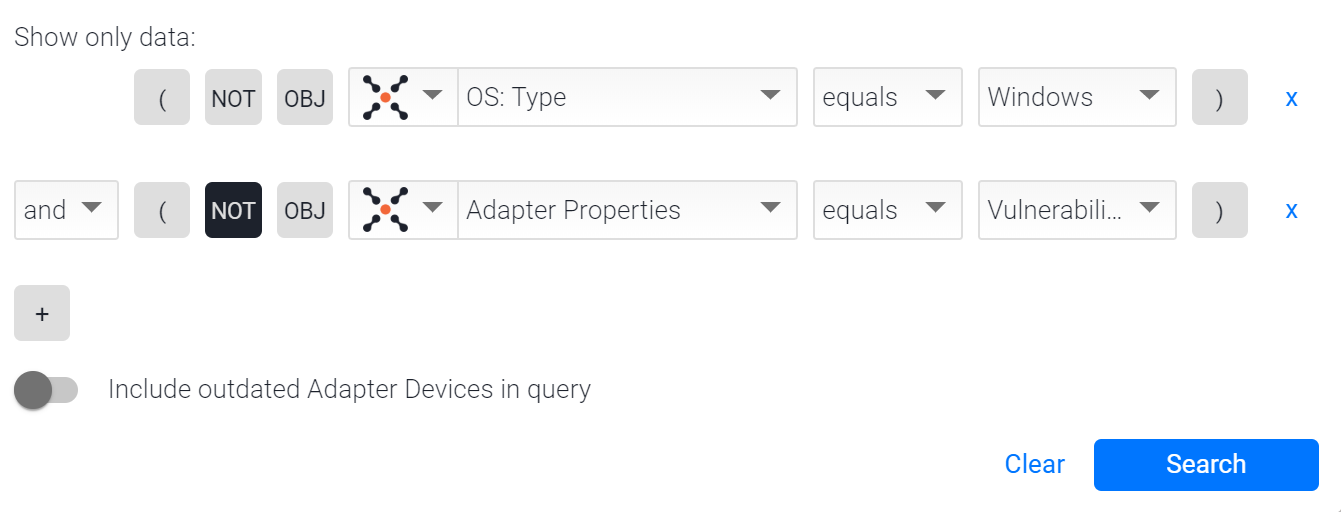 Show only data:
( NOT OBJ OS: Type equals Windows ) x
and ( NOT OBJ Adapter Properties equals Vulnerabili... ) x
+
Include outdated Adapter Devices in query
Clear Search